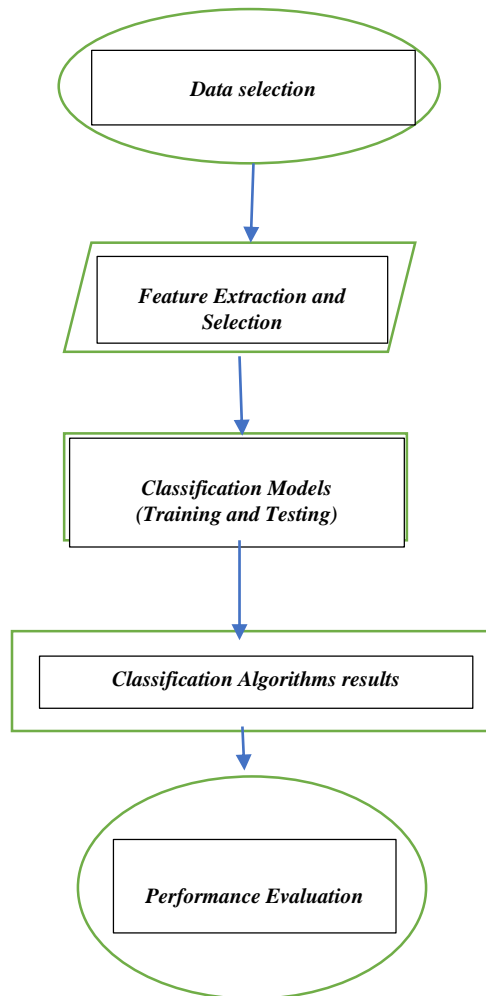 Data selection
Feature Extraction and
Selection
Classification Models
(Training and Testing)
Classification Algorithms results
Performance Evaluation